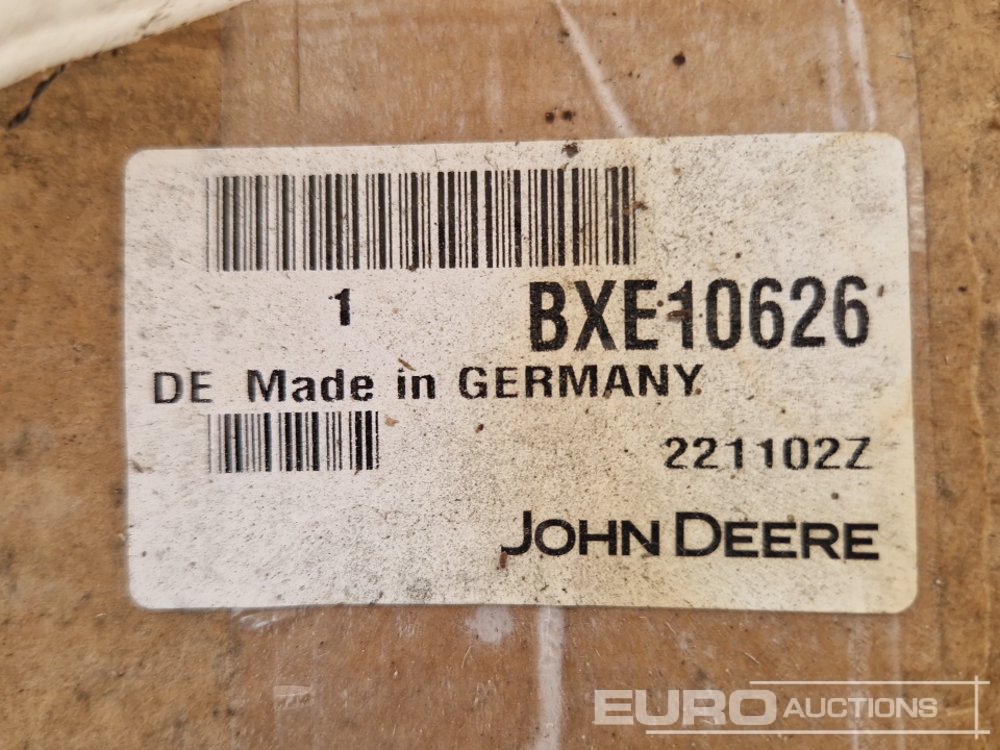 1 BXE10626
DE Made in GERMANY
221102Z
JOHN DEERE
EURO AUCTIONS